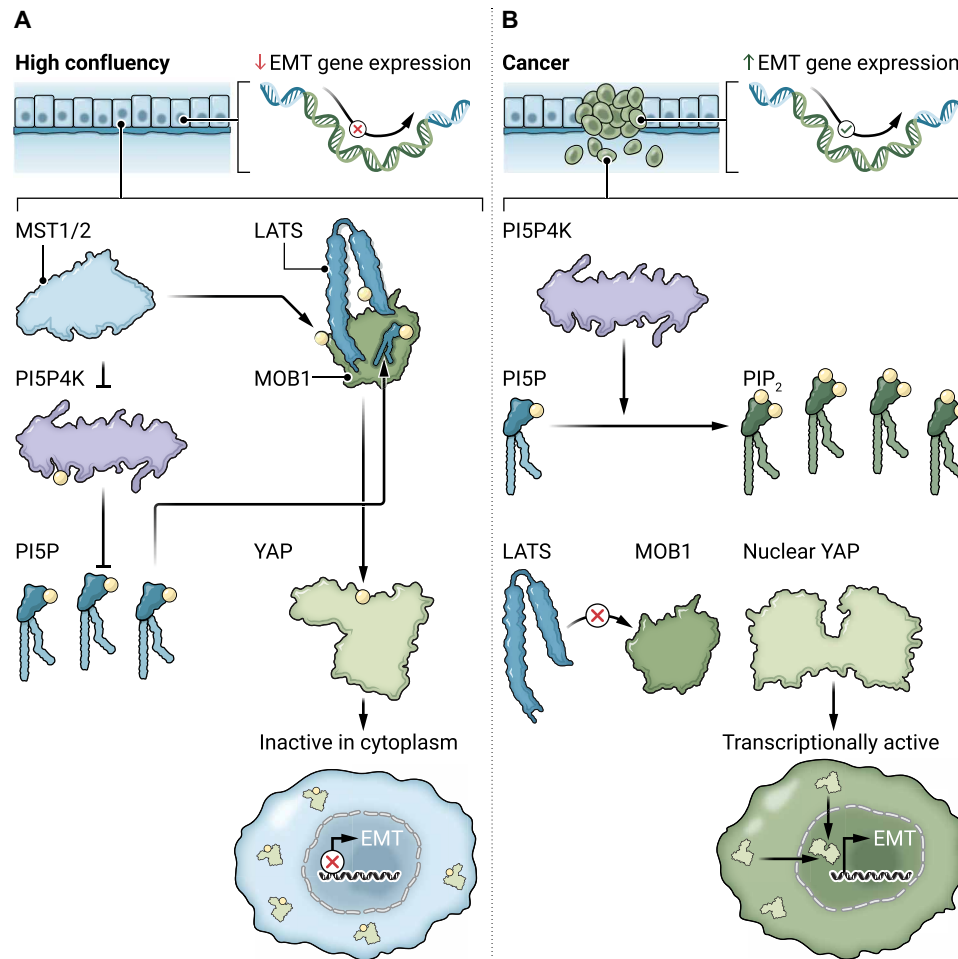 A
High confluency
↓EMT gene expression
MST1/2
LATS
PI5P4K
MOB1
PI5P
YAP
Inactive in cytoplasm
EMT
B
Cancer
↑EMT gene expression
PI5P4K
PI5P
PIP2
LATS
MOB1
Nuclear YAP
Transcriptionally active
EMT